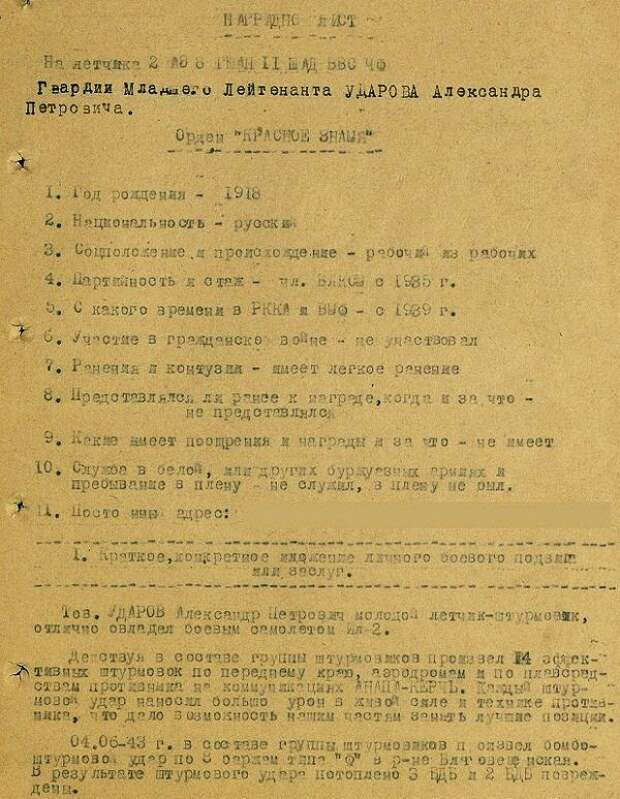 НАГРАДНО ЛИСТ
На летчика 2 АЭ 8 ГШАП 11 ШАД ВВС ЧФ
Гвардии Младшего Лейтенанта УДАРОВА Александра
Петровича.
Орден "КРАСНОЕ ЗНАМЯ"
1. Год рождения - 1918
2. Национальность - русский
3. Соцположение и происхождение - рабочий из рабочих
4. Партийность и стаж - чл. ВЛКСМ с 1935 г.
5. С какого времени в РККА и ВМФ - с 1939 г.
6. Участие в гражданской войне - не участвовал
7. Ранения и контузии - имеет легкое ранение
8. Представлялся ли ранее к награде, когда и за что -
не представлялся
9. Какие имеет поощрения и награды и за что - не имеет
10. Служба в белой, или других буржуазных армиях и
пребывание в плену - не служил, в плену не был.
11. Посто адрес:
1. Краткое, конкретное изложение личного боевого подвига
или заслуг.
Тов. УДАРОВ Александр Петрович молодой летчик-штурмовик,
отлично овладел боевым самолетом Ил-2.
Действуя в составе группы штурмовиков произвел 14 эффек-
тивных штурмовок по переднему краю, аэродромам и по плавсред-
ствам противника на коммуникациях АНАПА-КЕРЧЬ. Каждый штур-
мовой удар наносил большо урон в живой силе и технике против-
ника, что дало возможность нашим частям занять лучшие позиции.
04.06-43 г. в составе группы штурмовиков п оизвел бомбо-
штурмовой удар по 8 баржам типа "Ф" в р-не Благовещенская.
В результате штурмового удара потоплено 3 БДБ и 2 БДБ повреж-
дены.